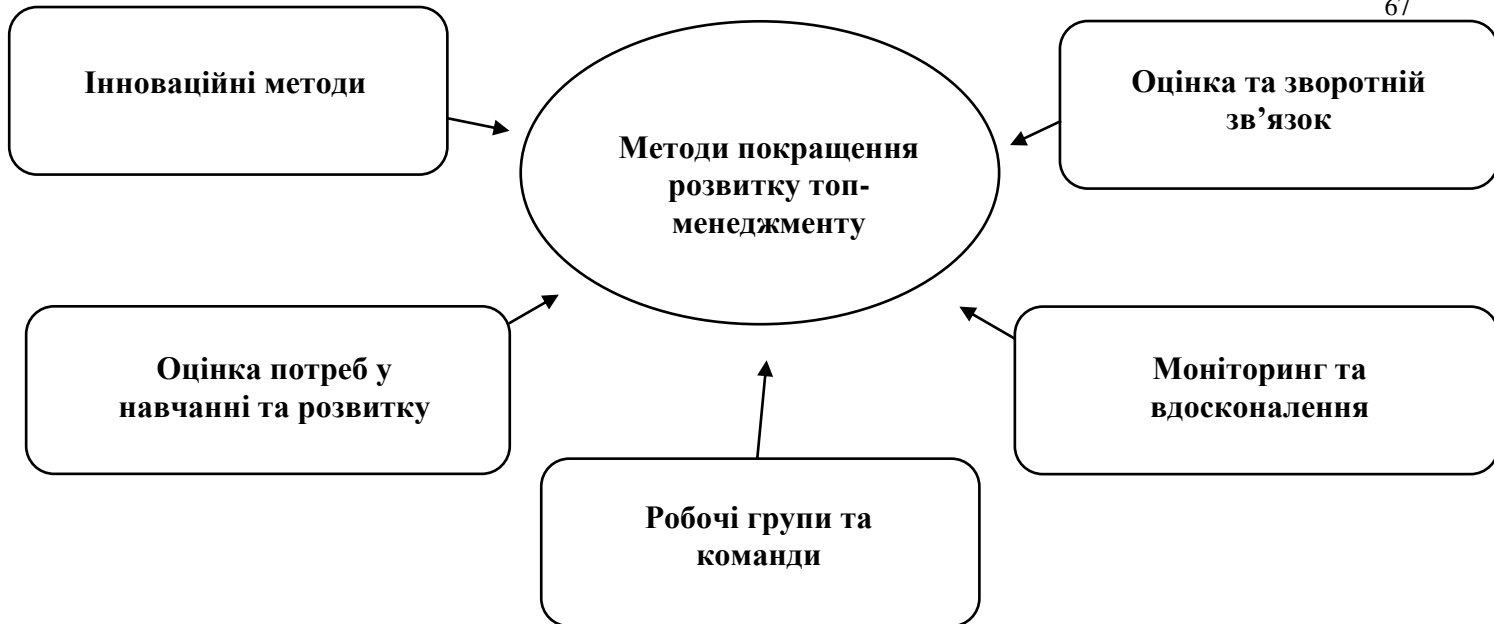 67
Інноваційні методи
Методи покращення
розвитку топ-
менеджменту
Оцінка та зворотній
зв’язок
Оцінка потреб у
навчанні та розвитку
Моніторинг та
вдосконалення
Робочі групи та
команди